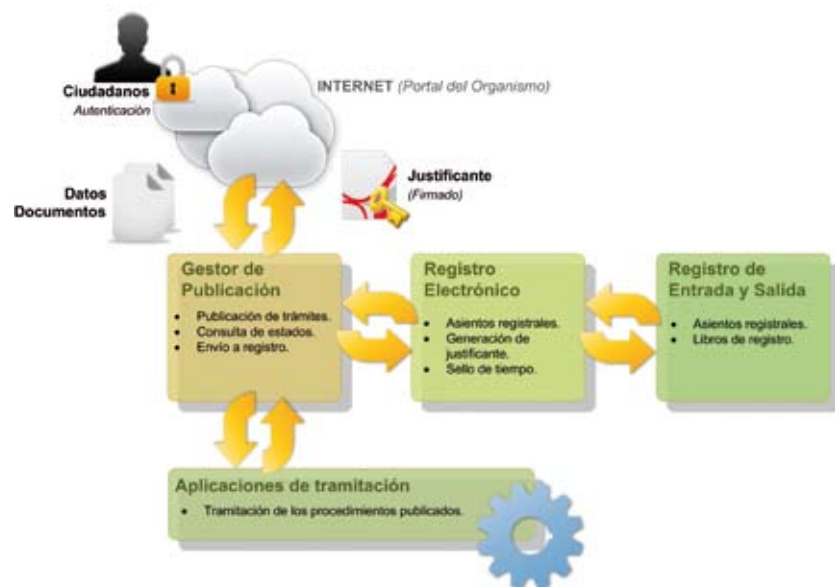 INTERNET (Portal del Organismo)
Ciudadanos
Autenticación
Datos
Documentos
Justificante
(Firmado)
Gestor de
Publicación
• Publicación de trámites.
• Consulta de estados.
• Envío a registro.
Registro
Electrónico
• Asientos registrales.
• Generación de
justificante.
• Sello de tiempo.
Registro de
Entrada y Salida
• Asientos registrales.
• Libros de registro.
Aplicaciones de tramitación
• Tramitación de los procedimientos publicados.